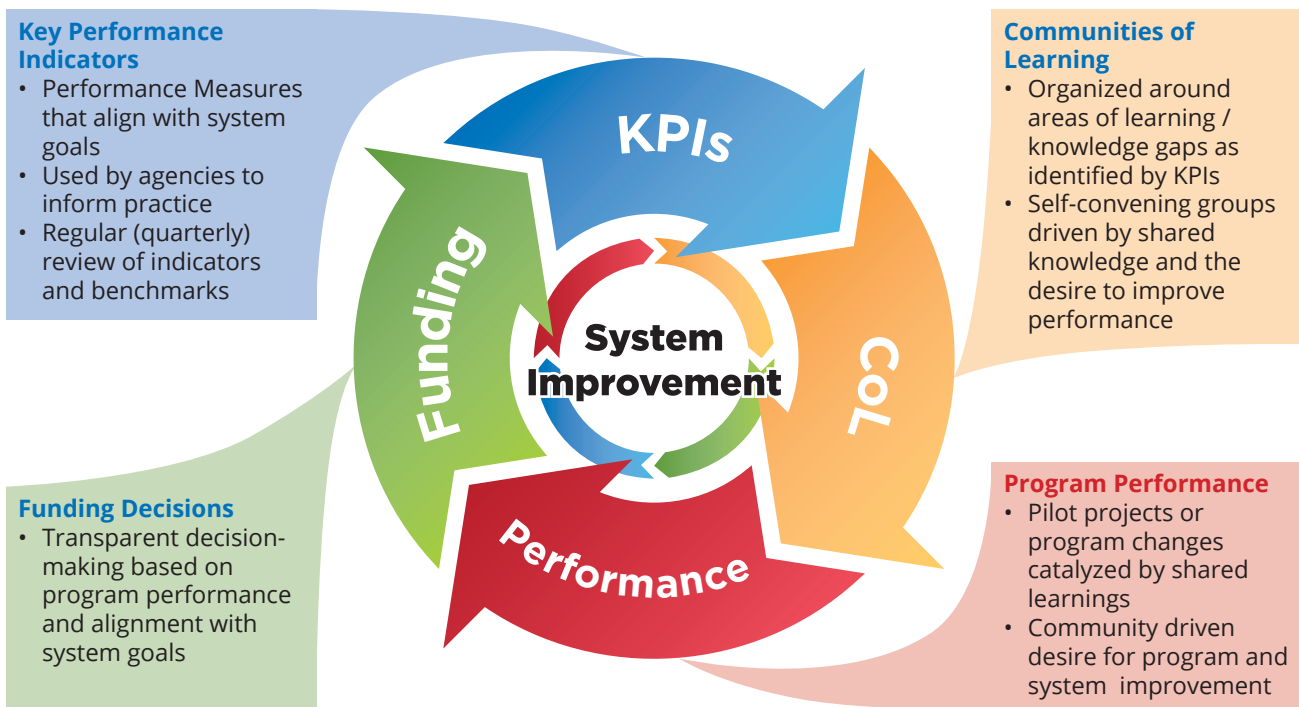 Key Performance
Indicators
• Performance Measures
that align with system
goals
• Used by agencies to
inform practice
• Regular (quarterly)
review of indicators
and benchmarks
Communities of
Learning
• Organized around
areas of learning /
knowledge gaps as
identified by KPIs
• Self-convening groups
driven by shared
knowledge and the
desire to improve
performance
KPIs
CoL
Performance
Funding
System
Improvement
Funding Decisions
• Transparent decision-
making based on
program performance
and alignment with
system goals
Program Performance
• Pilot projects or
program changes
catalyzed by shared
learnings
• Community driven
desire for program and
system improvement